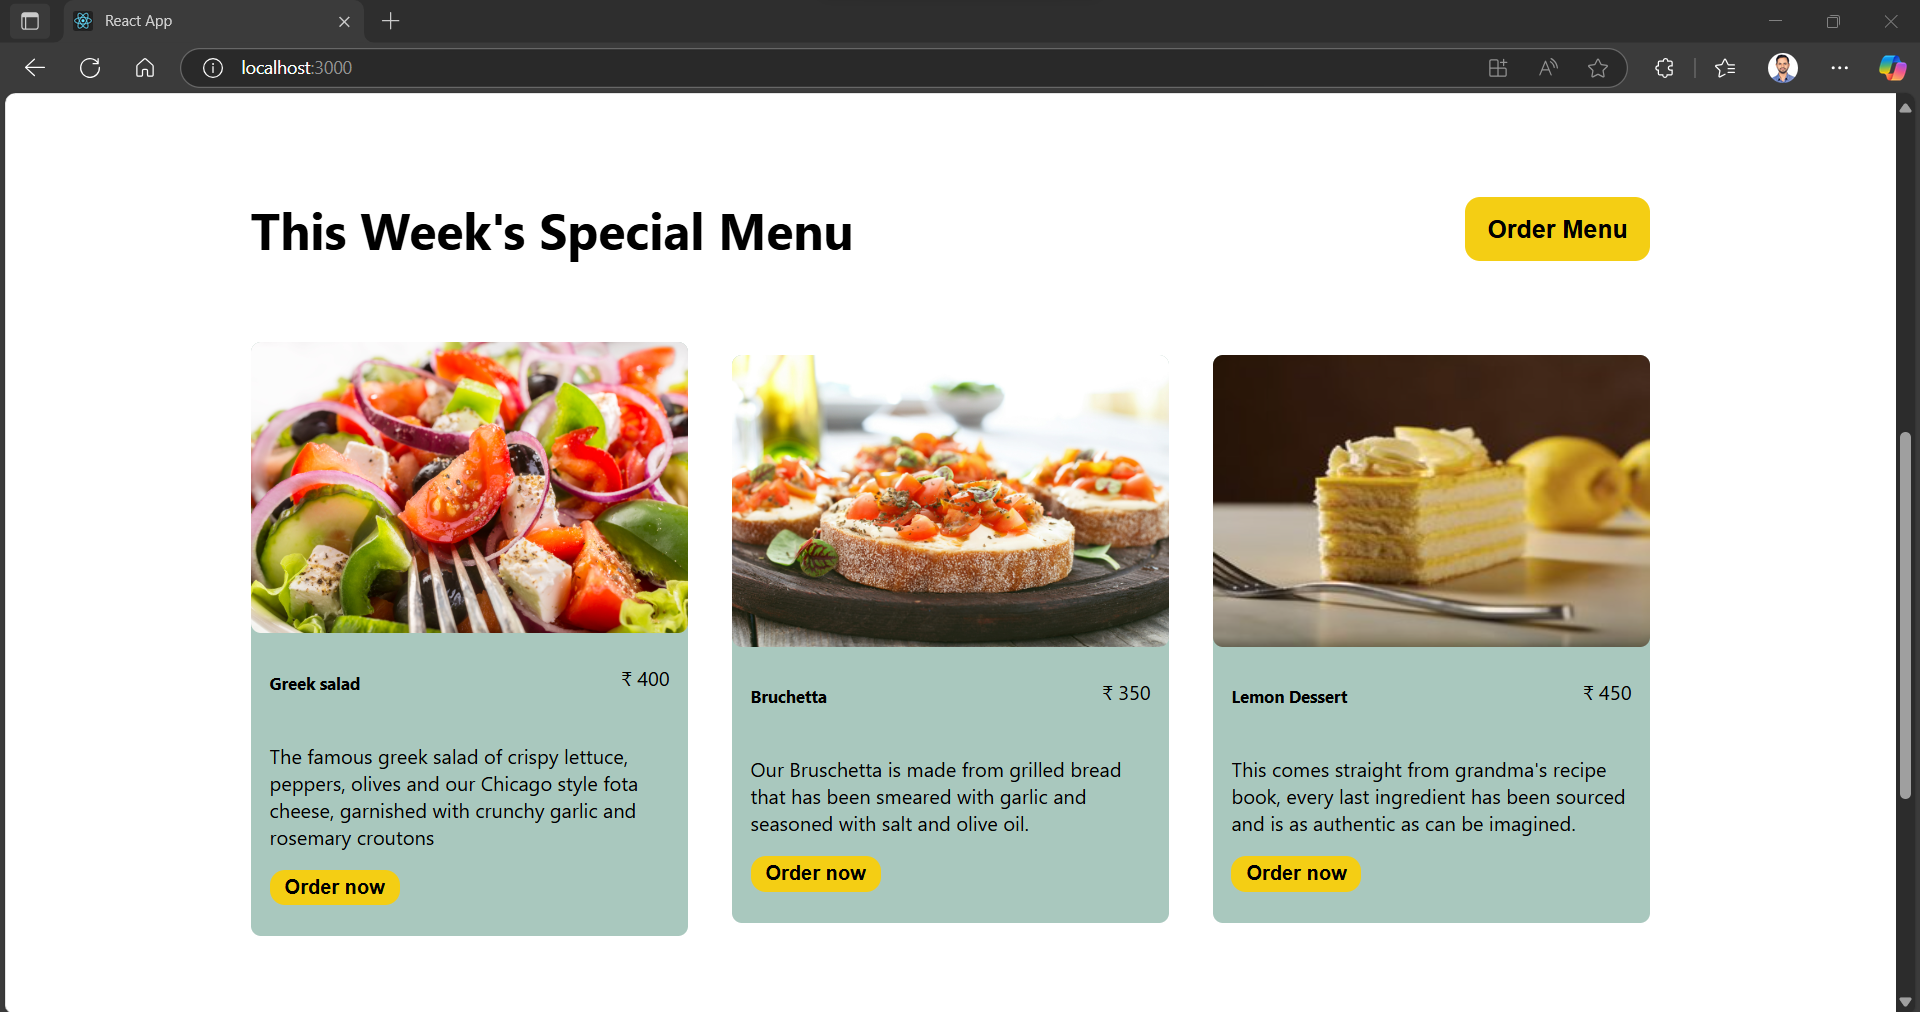 React App
localhost:3000
This Week's Special Menu
Order Menu
Greek salad
₹ 400
The famous greek salad of crispy lettuce,
peppers, olives and our Chicago style fota
cheese, garnished with crunchy garlic and
rosemary croutons
Order now
Bruchetta
₹ 350
Our Bruschetta is made from grilled bread
that has been smeared with garlic and
seasoned with salt and olive oil.
Order now
Lemon Dessert
₹ 450
This comes straight from grandma's recipe
book, every last ingredient has been sourced
and is as authentic as can be imagined.
Order now